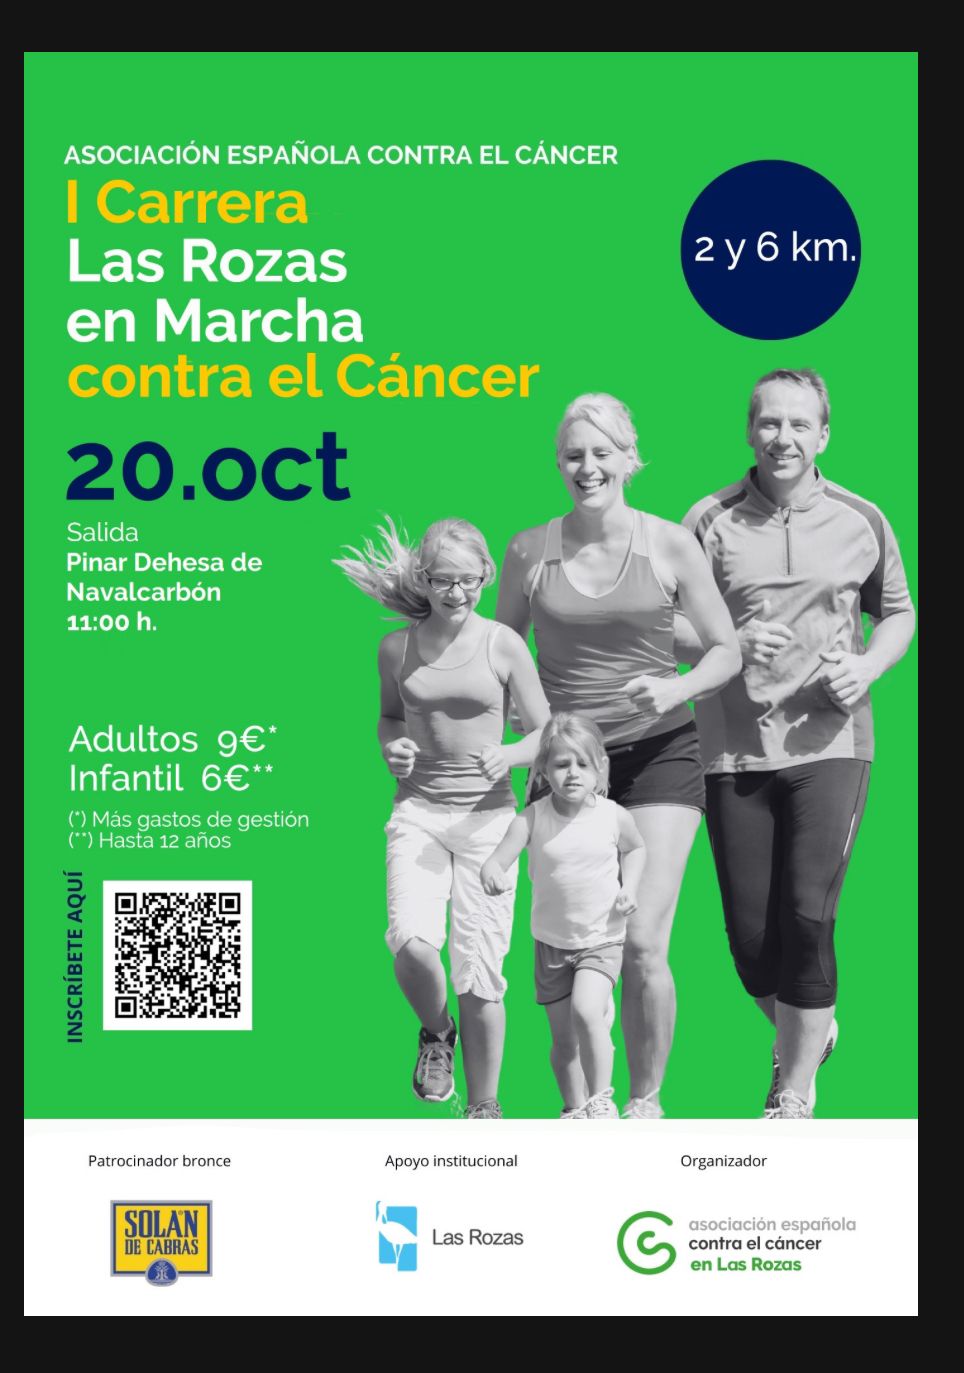 ASOCIACIÓN ESPAÑOLA CONTRA EL CÁNCER
I Carrera
Las Rozas
en Marcha
contra el Cáncer
2 y 6 km.
20.oct
Salida
Pinar Dehesa de
Navalcarbón
11:00 h.
Adultos 9€*
Infantil 6€**
(*) Más gastos de gestión
(**) Hasta 12 años
INSCRÍBETE AQUÍ
Patrocinador bronce
SOLÁN
DE CABRAS
Apoyo institucional
Las Rozas
Organizador
asociación española
contra el cáncer
en Las Rozas